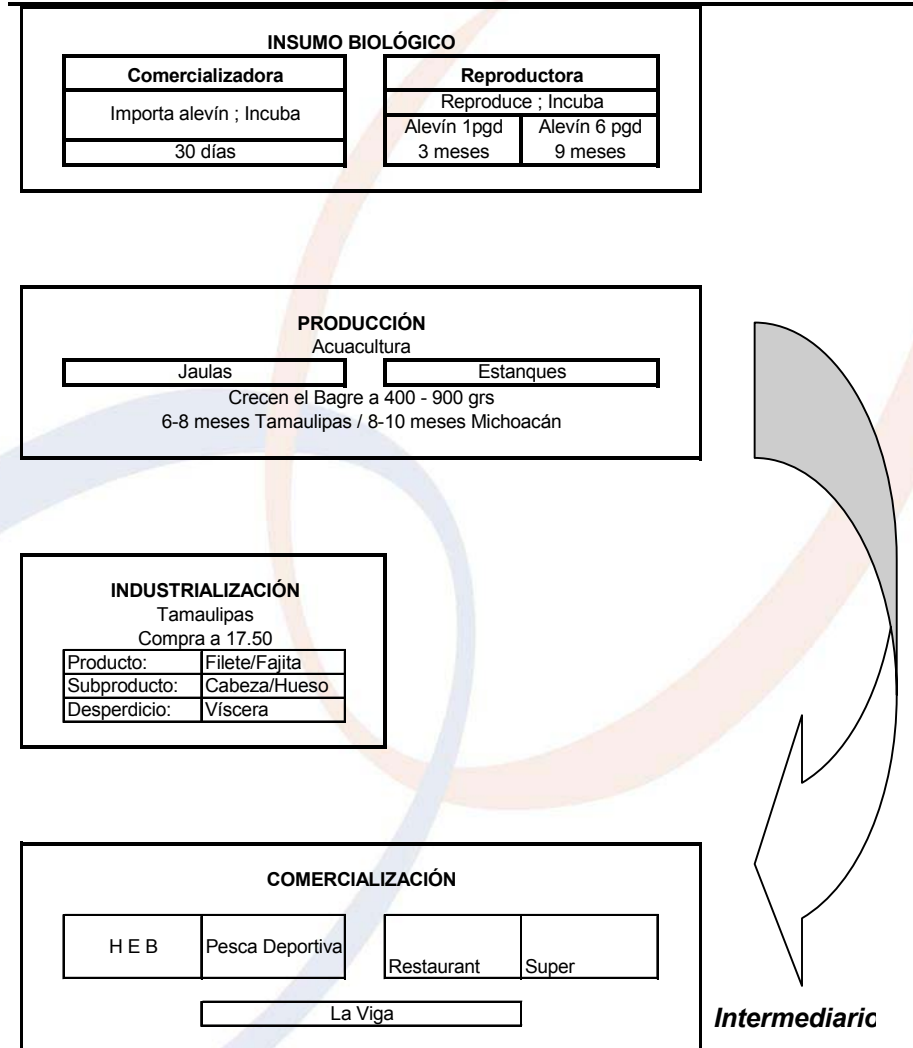 INSUMO BIOLÓGICO
Comercializadora
Reproductora
Importa alevín ; Incuba
Reproduce ; Incuba
Alevín 1pgd
Alevín 6 pgd
30 días
3 meses
9 meses
PRODUCCIÓN
Acuacultura
Jaulas
Estanques
Crecen el Bagre a 400 - 900 grs
6-8 meses Tamaulipas / 8-10 meses Michoacán
INDUSTRIALIZACIÓN
Tamaulipas
Compra a 17.50
Producto: Filete/Fajita
Subproducto: Cabeza/Hueso
Desperdicio: Víscera
COMERCIALIZACIÓN
H E B
Pesca Deportiva
Restaurant
Super
La Viga
Intermediario